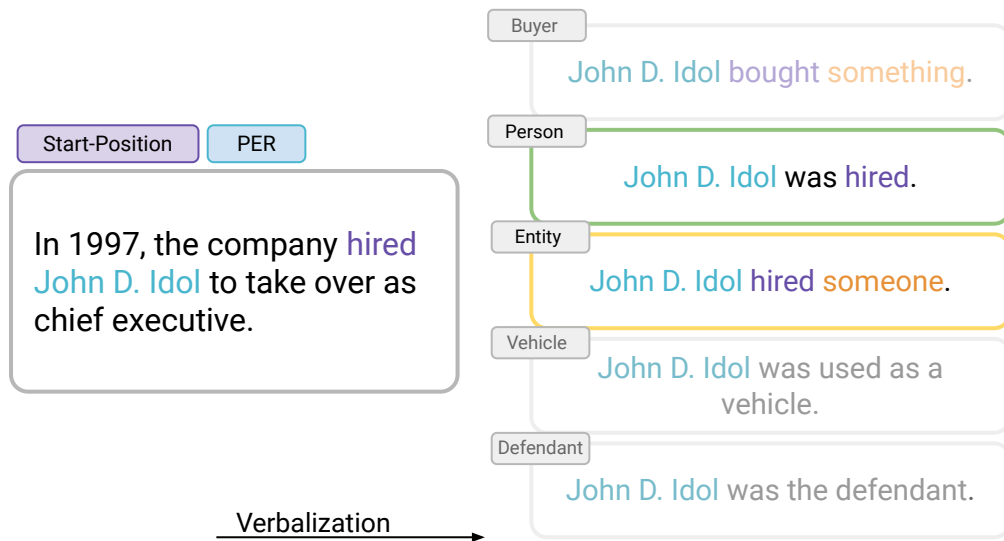 Start-Position
PER
In 1997, the company hired
John D. Idol to take over as
chief executive.
Verbalization
Buyer
John D. Idol bought something.
Person
John D. Idol was hired.
Entity
John D. Idol hired someone.
Vehicle
John D. Idol was used as a
vehicle.
Defendant
John D. Idol was the defendant.